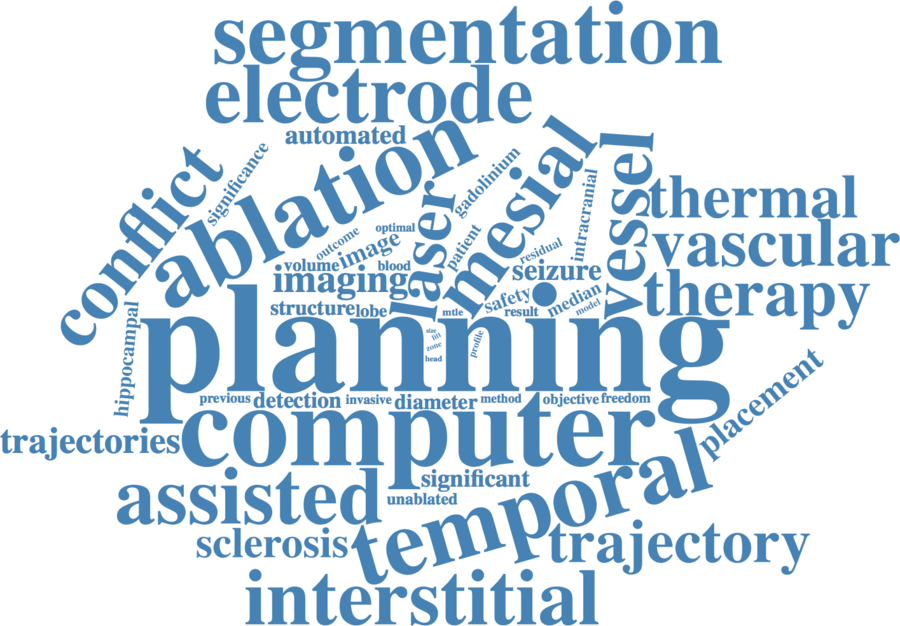 segmentation
electrode
automated
ablation
conflict
significance
laser
gadolinium
mesial
vessel
intracranial
thermal
vascular
therapy
optimal
outcome
image
patient
residual
volume
blood
seizure
imaging
safety
median
model
structure
lobe
mtle
result
hippocampal
planning
size
litt
zone
head
profile
previous
detection
invasive
diameter
method
objective
freedom
placement
trajectories
computer
significant
unablated
assisted
temporal
sclerosis
trajectory
interstitial